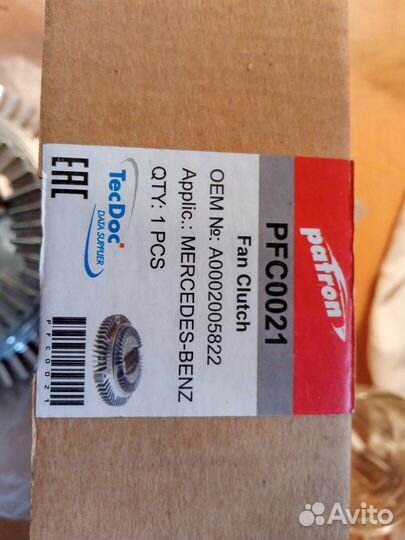 patron
PFC0021
Fan Clutch
OEM №: A0002005822
Applic.: MERCEDES-BENZ
QTY: 1 PCS
TecDoc
DATA SUPPLIER
EAC
PFC0021
Avito